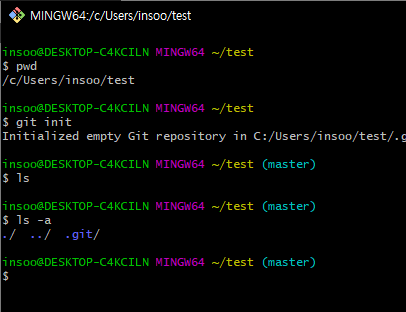 MINGW64:/c/Users/insoo/test
insoo@DESKTOP-C4KCILN MINGW64 ~/test
$ pwd
/c/Users/insoo/test
insoo@DESKTOP-C4KCILN MINGW64 ~/test
$ git init
Initialized empty Git repository in C:/Users/insoo/test/.g
insoo@DESKTOP-C4KCILN MINGW64 ~/test (master)
$ ls
insoo@DESKTOP-C4KCILN MINGW64 ~/test (master)
$ ls -a
./  ../  .git/
insoo@DESKTOP-C4KCILN MINGW64 ~/test (master)
$